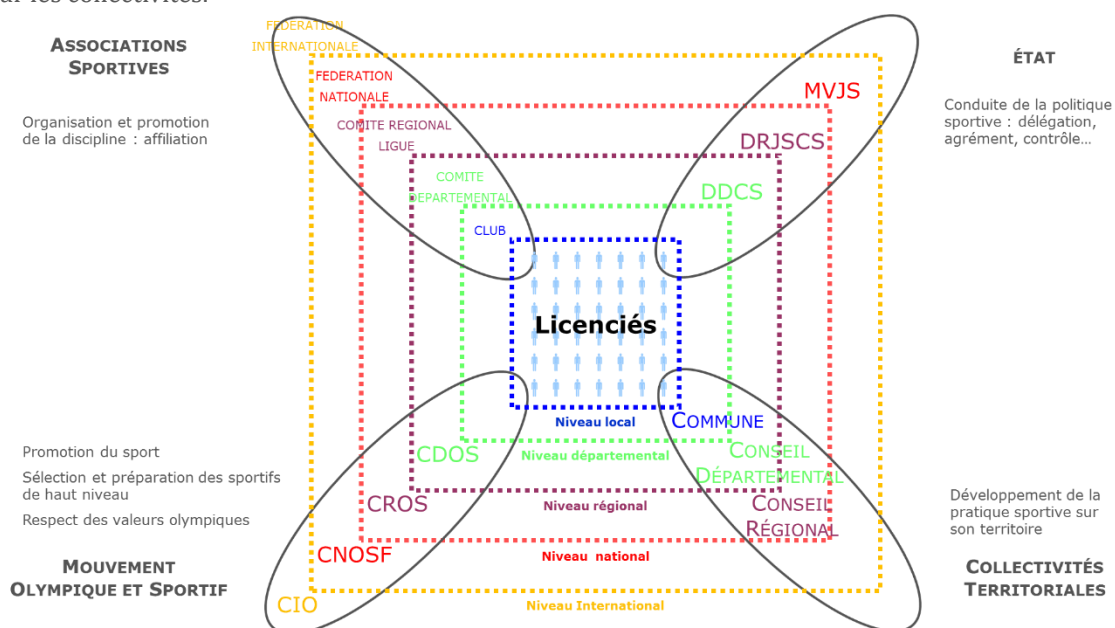 ur les collectivités.
FEDERATION
INTERNATIONALE
ASSOCIATIONS
SPORTIVES
Organisation et promotion
de la discipline : affiliation
FEDERATION
NATIONALE
COMITE REGIONAL
LIGUE
COMITE
DEPARTEMENTAL
CLUB
ÉTAT
Conduite de la politique
sportive : délégation,
agrément, contrôle…
MVJS
DRJSCS
DDCS
Licenciés
Niveau local
Niveau départemental
Niveau régional
Niveau national
Niveau International
Promotion du sport
Sélection et préparation des sportifs
de haut niveau
Respect des valeurs olympiques
MOUVEMENT
OLYMPIQUE ET SPORTIF
CDOS
CROS
CNOSF
CIO
COMMUNE
CONSEIL
DÉPARTEMENTAL
CONSEIL
RÉGIONAL
Développement de la
pratique sportive sur
son territoire
COLLECTIVITÉS
TERRITORIALES